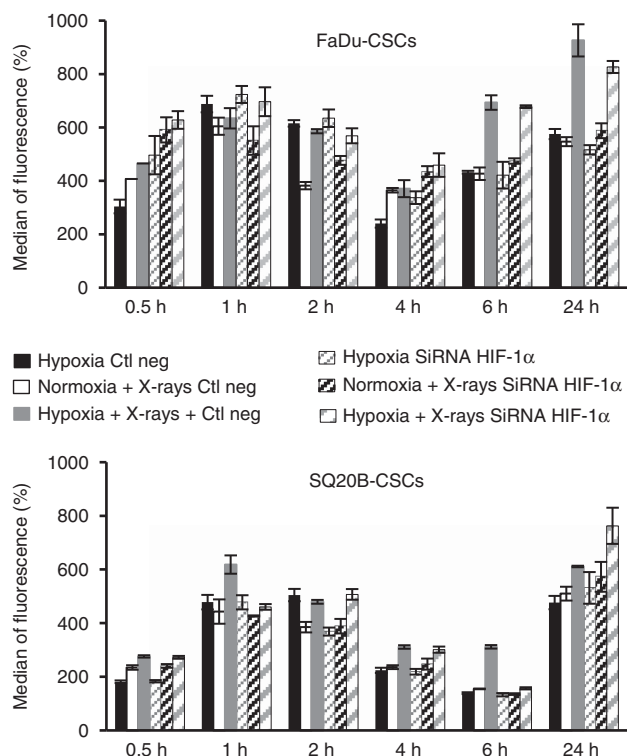 FaDu-CSCs
Median of fluorescence (%)
1000
800
600
400
200
0
0.5 h 1 h 2 h 4 h 6 h 24 h
Hypoxia Ctl neg
Normoxia + X-rays Ctl neg
Hypoxia + X-rays + Ctl neg
Hypoxia SiRNA HIF-1α
Normoxia + X-rays SiRNA HIF-1α
Hypoxia + X-rays SiRNA HIF-1α
SQ20B-CSCs
Median of fluorescence (%)
1000
800
600
400
200
0
0.5 h 1 h 2 h 4 h 6 h 24 h